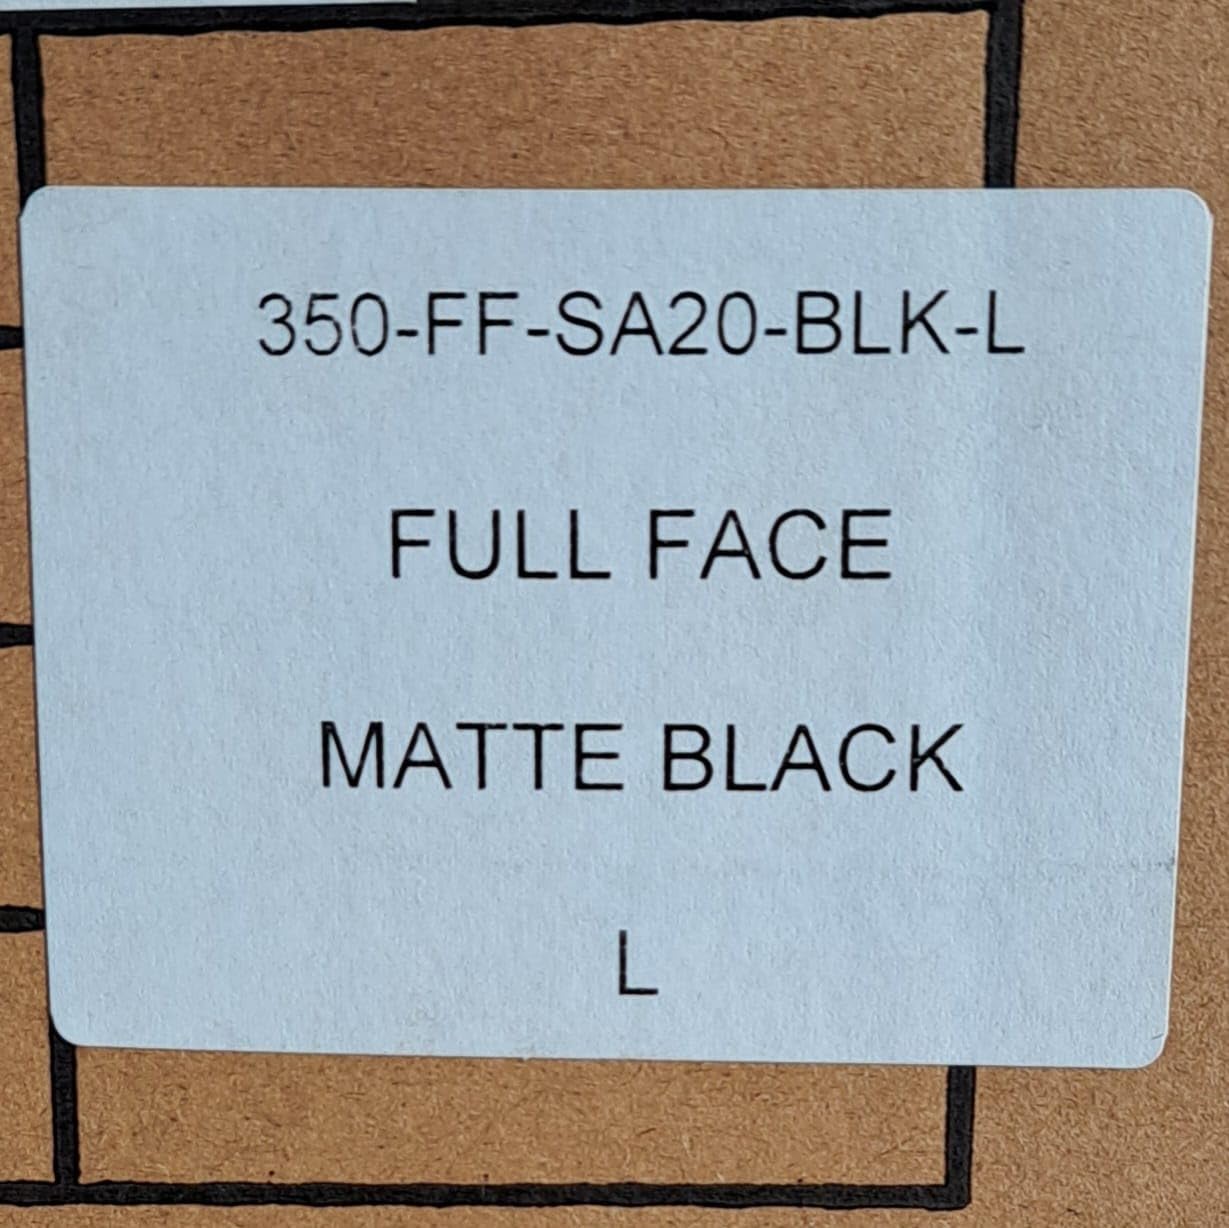 350-FF-SA20-BLK-L
FULL FACE
MATTE BLACK
L